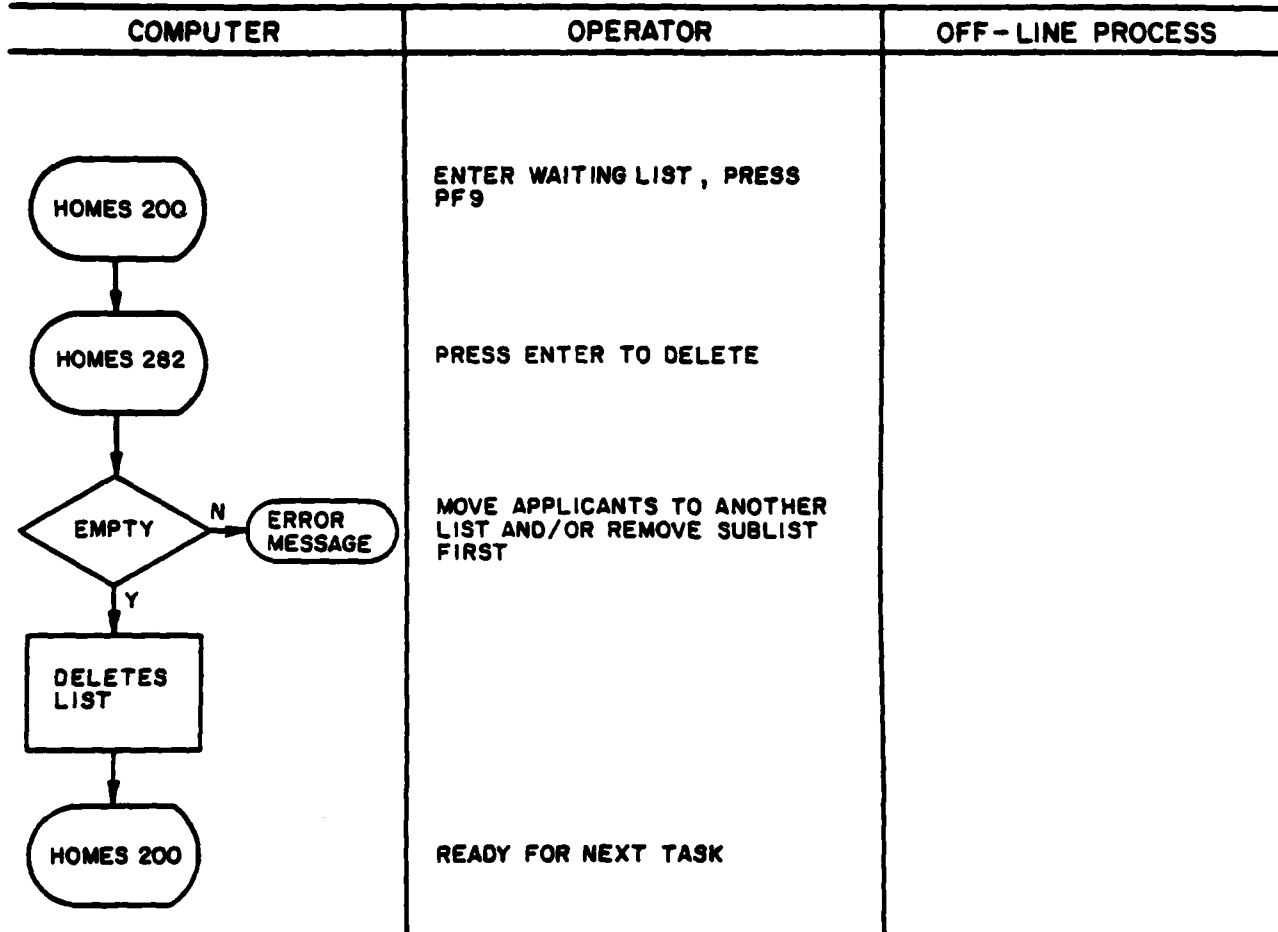 COMPUTER
OPERATOR
OFF-LINE PROCESS
HOMES 200
ENTER WAITING LIST, PRESS
PF9
HOMES 282
PRESS ENTER TO DELETE
EMPTY
N
ERROR
MESSAGE
MOVE APPLICANTS TO ANOTHER
LIST AND/OR REMOVE SUBLIST
FIRST
Y
DELETES
LIST
HOMES 200
READY FOR NEXT TASK